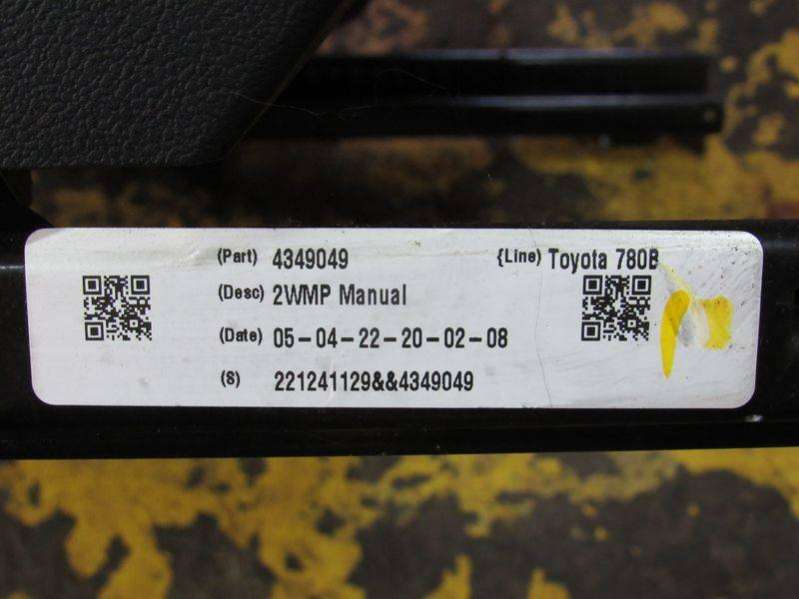 (Part) 4349049 {Line) Toyota 780B
(Desc) 2WMP Manual
(Date) 05-04-22-20-02-08
(S) 221241129&&4349049